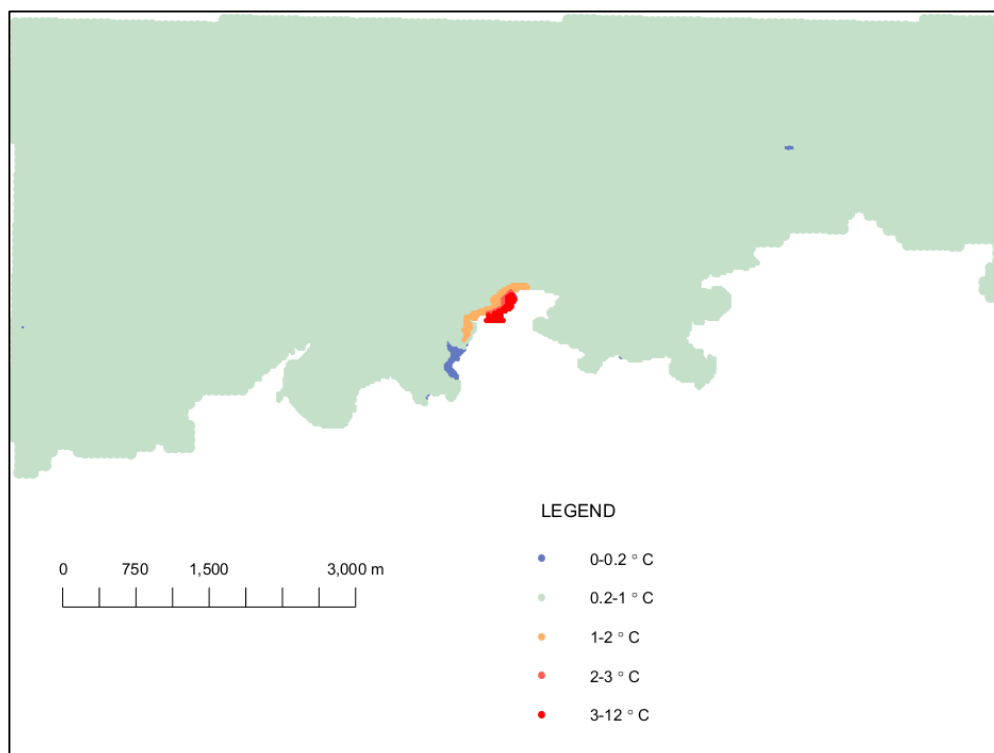 LEGEND
0 750 1,500 3,000 m
0-0.2 ° C
0.2-1 ° C
1-2 ° C
2-3 ° C
3-12 ° C